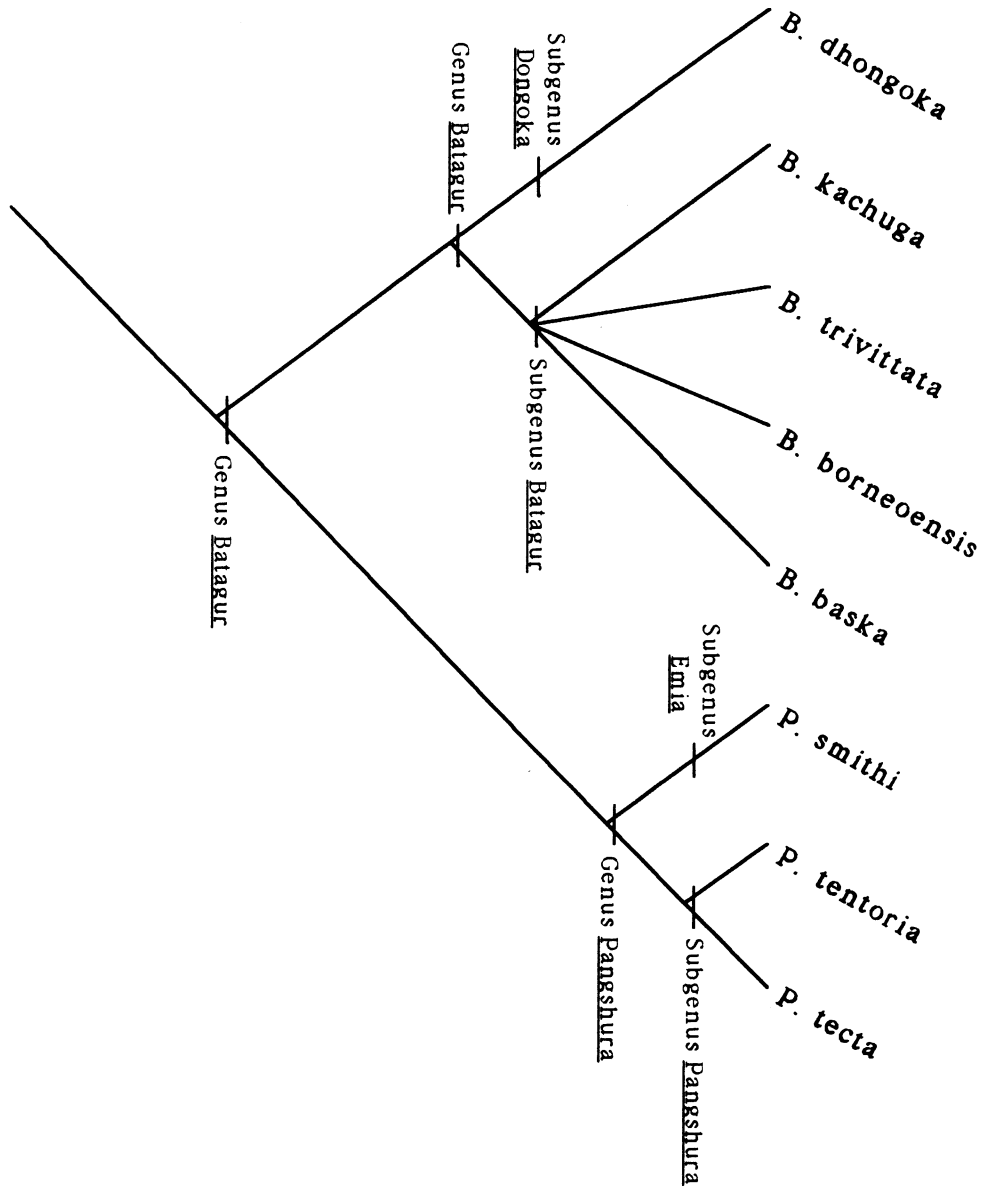 B. dhongoka
B. kachuga
B. trivittata
B. borneoensis
B. baska
P. smithi
P. tentoria
P. tecta
Subgenus
Dongoka
Genus Batagur
Subgenus Batagur
Genus Batagur
Subgenus
Emia
Genus Pangshura
Subgenus Pangshura